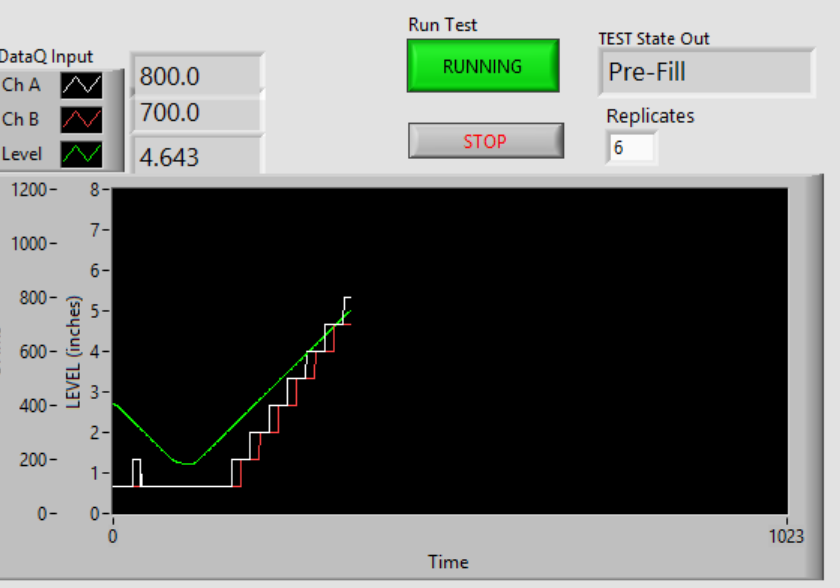 Run Test
DataQ Input
TEST State Out
Ch A
800.0
RUNNING
Pre-Fill
Ch B
700.0
Replicates
STOP
6
Level
4.643
1200
8
7
1000
6
800
5
600
4
3
400
2
200
1
0
0
LEVEL (inches)
0
1023
Time